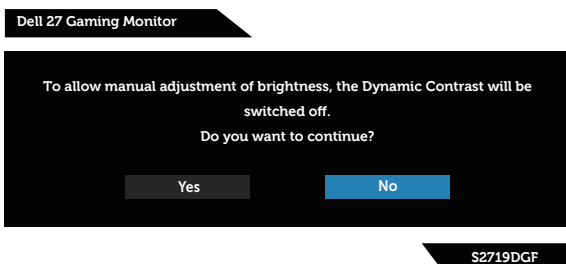 Dell 27 Gaming Monitor
To allow manual adjustment of brightness, the Dynamic Contrast will be
switched off.
Do you want to continue?
Yes
No
S2719DGF